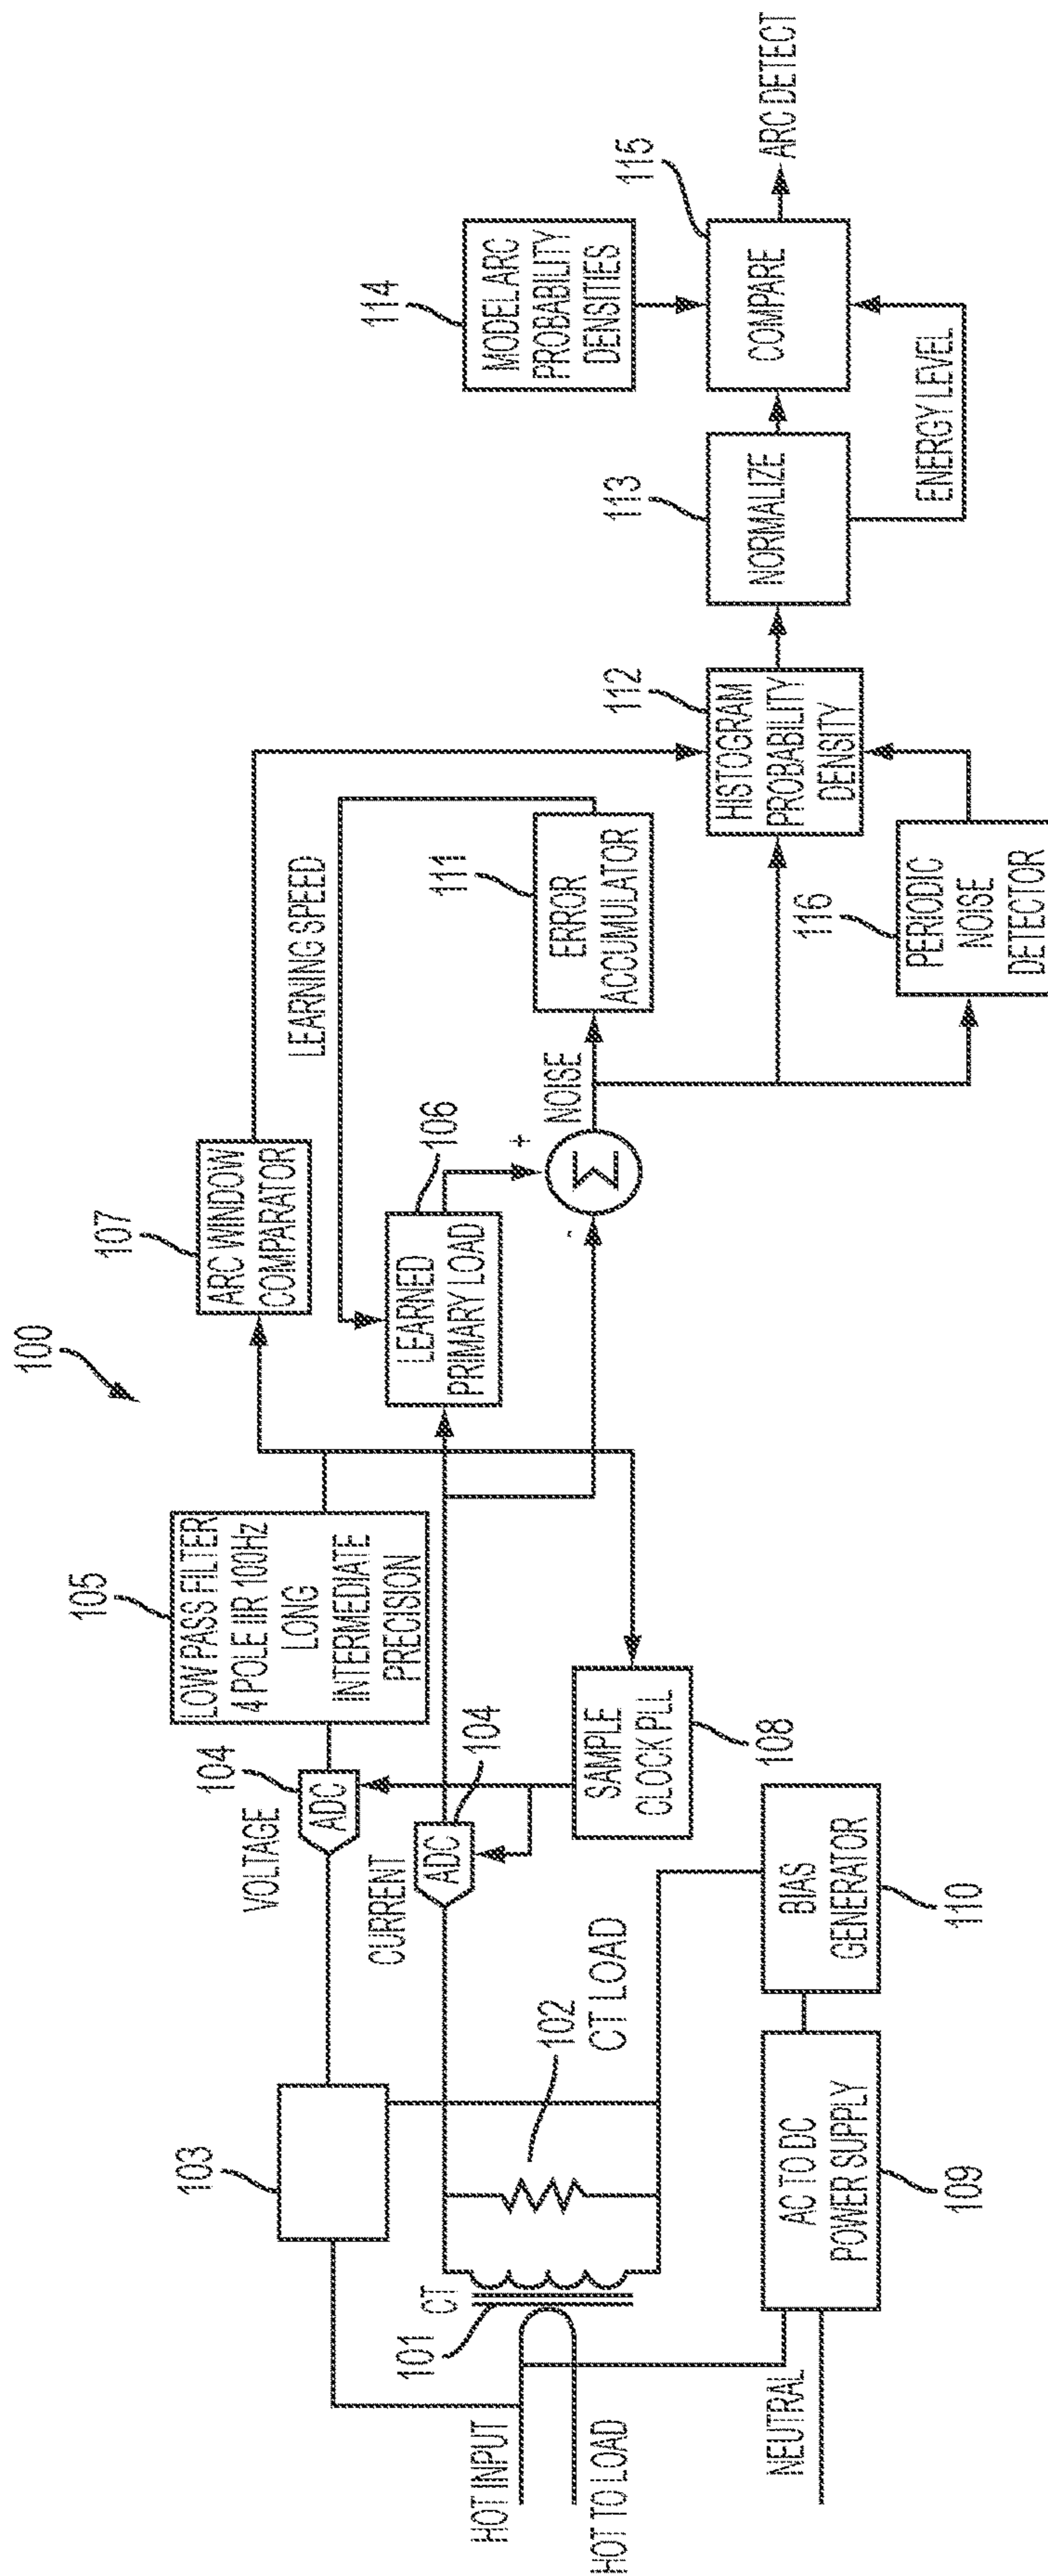 100
HOT INPUT
HOT TO LOAD
NEUTRAL
101
CT
102
CT LOAD
103
VOLTAGE
104
ADC
CURRENT
ADC
104
105
LOW PASS FILTER
4 POLE IIR 100Hz
LONG
INTERMEDIATE
PRECISION
SAMPLE
CLOCK PLL
108
AC TO DC
POWER SUPPLY
109
BIAS
GENERATOR
110
107
ARC WINDOW
COMPARATOR
LEARNED
PRIMARY LOAD
106
LEARNING SPEED
+
-
Σ
NOISE
111
ERROR
ACCUMULATOR
112
HISTOGRAM
PROBABILITY
DENSITY
116
PERIODIC
NOISE
DETECTOR
113
NORMALIZE
ENERGY LEVEL
114
MODEL ARC
PROBABILITY
DENSITIES
115
COMPARE
ARC DETECT